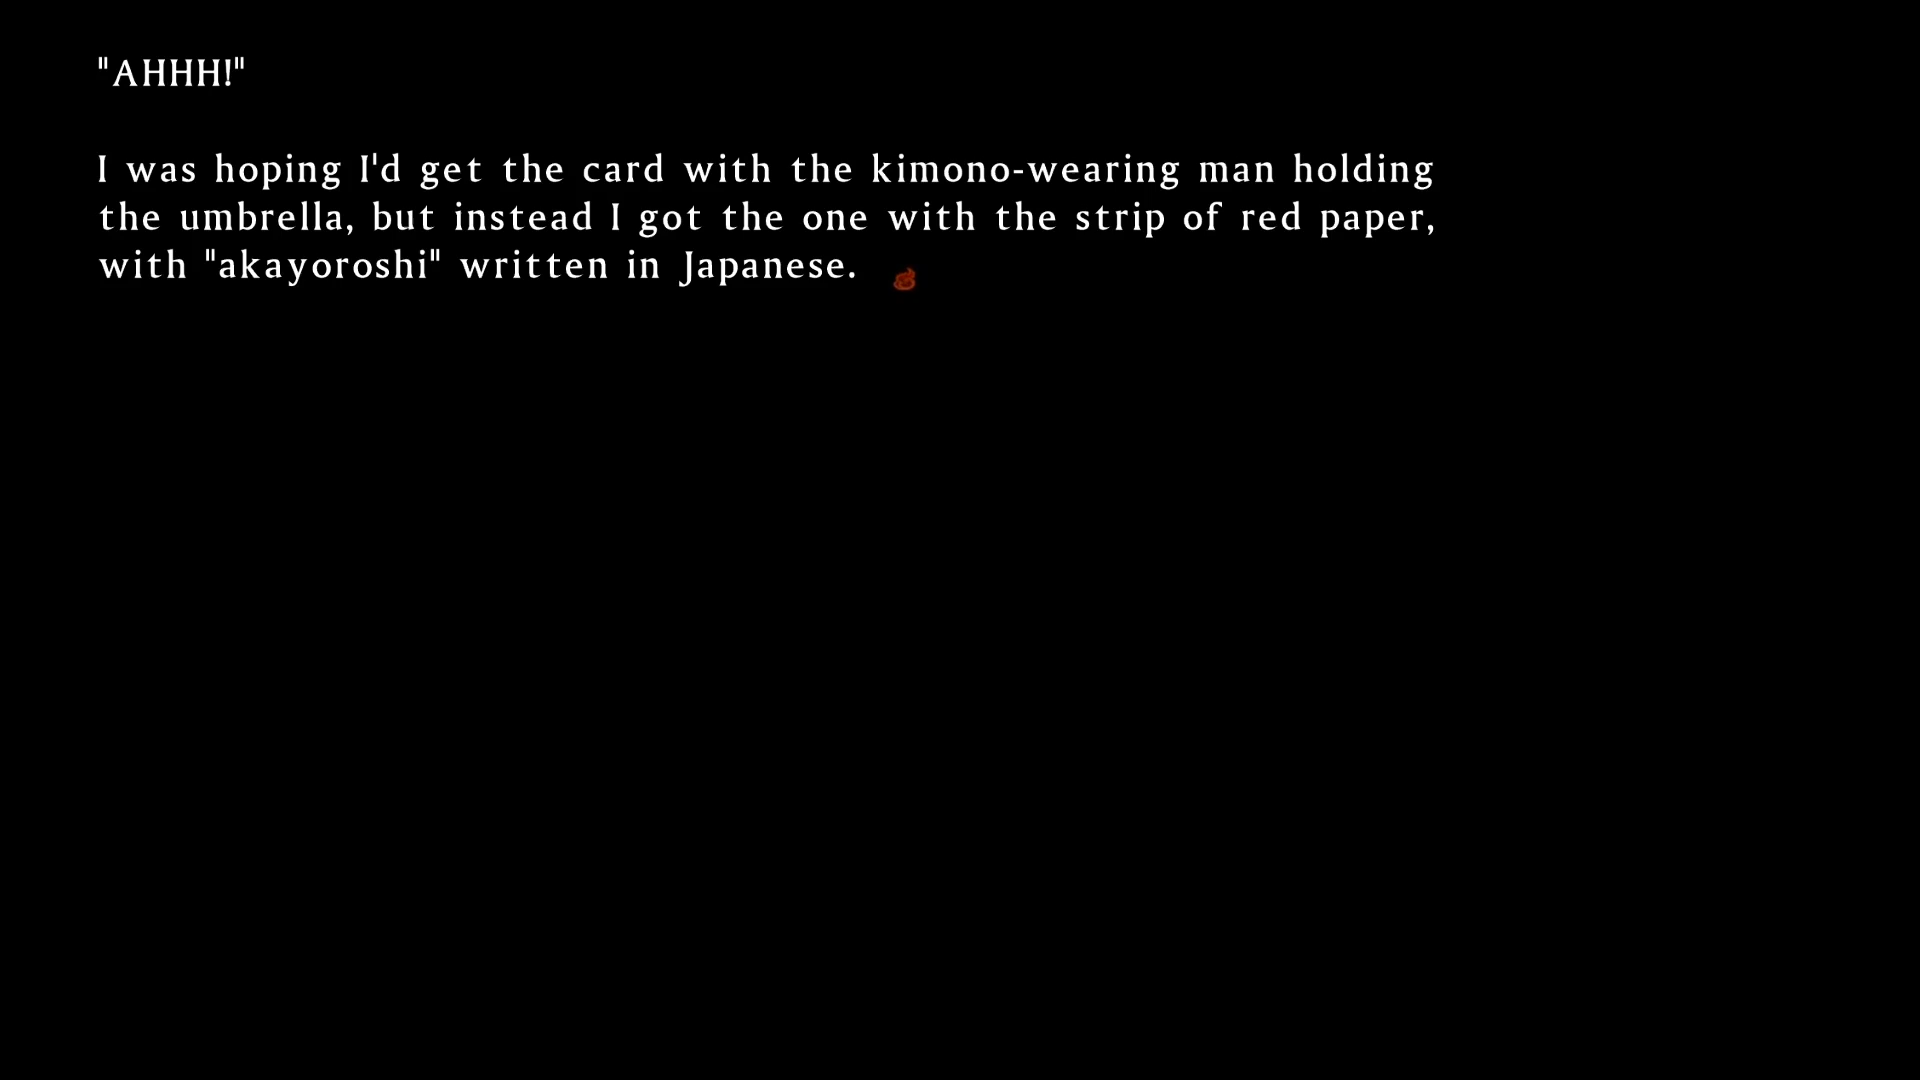 "AHHH!"
I was hoping I'd get the card with the kimono-wearing man holding
the umbrella, but instead I got the one with the strip of red paper,
with "akayoroshi" written in Japanese.